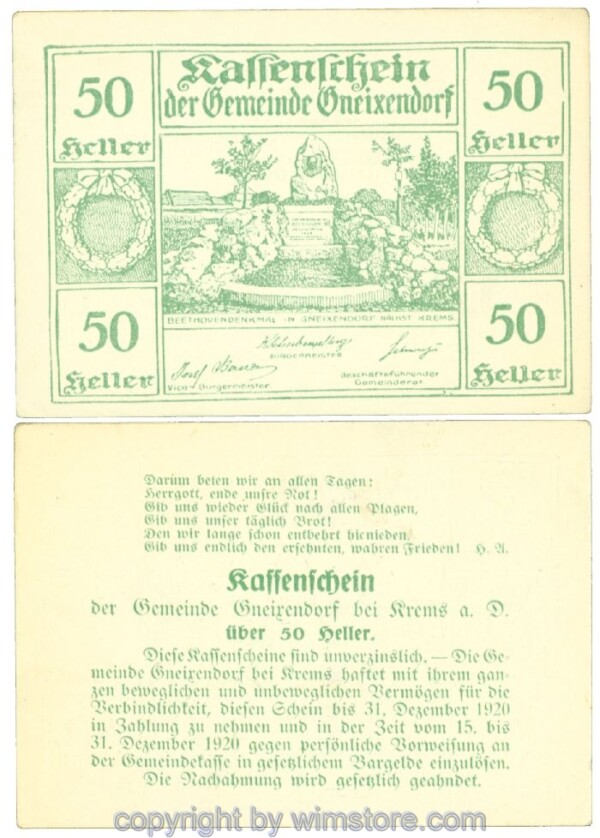 50
Heller
Kassenschein
der Gemeinde Gneixendorf
50
Heller
BEETHOVENDENKMAL IN GNEIXENDORF NÄCHST KREMS.
50
Heller
BÜRGERMEISTER
Josef
Vice-Bürgermeister
Geschäftsführender
Gemeinderat
50
Heller
Darum beten wir an allen Tagen:
Herrgott, ende unsre Not!
Gib uns wieder Glück nach allen Plagen,
Gib uns unser täglich Brot!
Den wir lange schon entbehrt hienieden,
Gib uns endlich den ersehnten, wahren Frieden! H. A.
Kassenschein
der Gemeinde Gneixendorf bei Krems a. D.
über 50 Heller.
Diese Kassenscheine sind unverzinslich. — Die Ge-
meinde Gneixendorf bei Krems haftet mit ihrem gan-
zen beweglichen und unbeweglichen Vermögen für die
Verbindlichkeit, diesen Schein bis 31. Dezember 1920
in Zahlung zu nehmen und in der Zeit vom 15. bis
31. Dezember 1920 gegen persönliche Vorweisung an
der Gemeindekasse in gesetzlichem Bargelde einzulösen.
Die Nachahmung wird gesetzlich geahndet.
copyright by wimstore.com